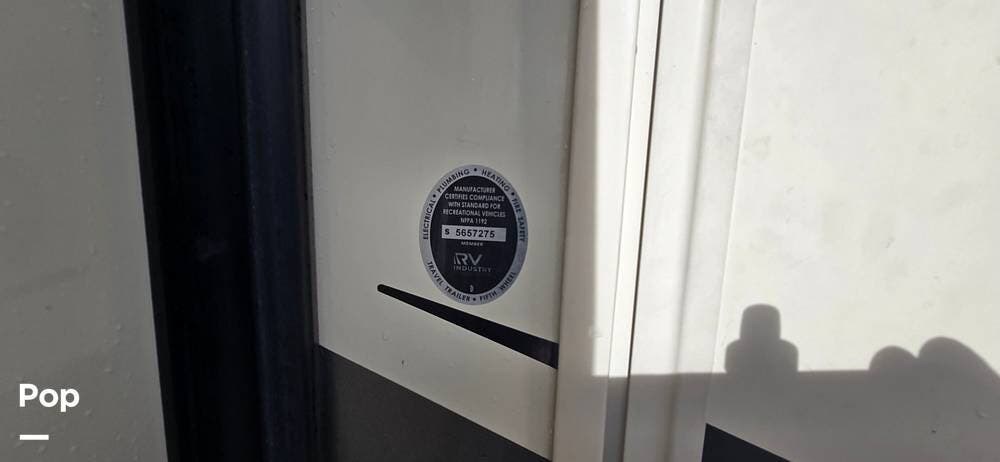 ELECTRICAL • PLUMBING • HEATING • FIRE SAFETY
MANUFACTURER
CERTIFIES COMPLIANCE
WITH STANDARD FOR
RECREATIONAL VEHICLES
NFPA 1192
S 5657275
MEMBER
RV
INDUSTRY
TRAVEL TRAILER • FIFTH WHEEL
Pop